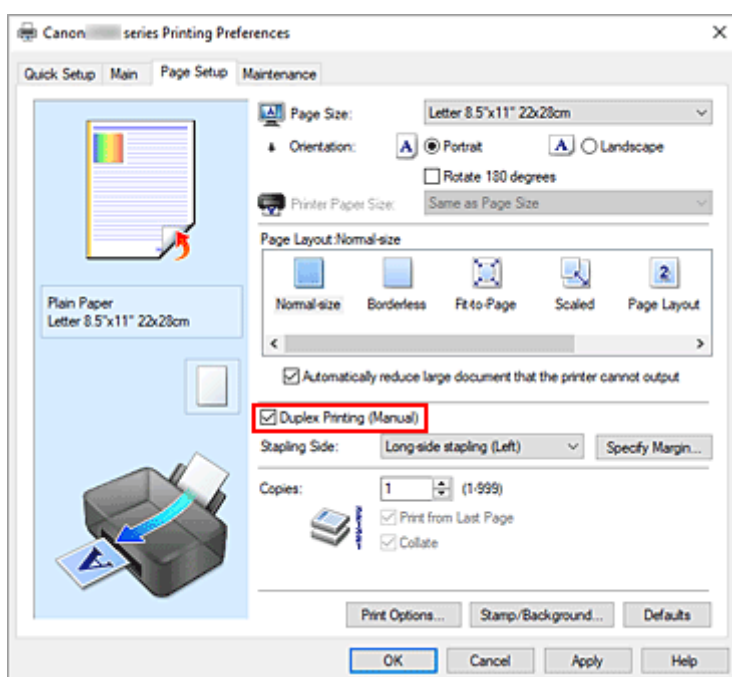 Canon series Printing Preferences
Quick Setup Main Page Setup Maintenance
Page Size: Letter 8.5"x11" 22x28cm
Orientation: A Portrait A Landscape
Rotate 180 degrees
Printer Paper Size: Same as Page Size
Page Layout:Normal-size
Normal-size Borderless Fit-to-Page Scaled 2 Page Layout
Plain Paper
Letter 8.5"x11" 22x28cm
Automatically reduce large document that the printer cannot output
Duplex Printing (Manual)
Stapling Side: Long-side stapling (Left) Specify Margin...
Copies: 1 (1-999)
Print from Last Page
Collate
A
Print Options... Stamp/Background... Defaults
OK Cancel Apply Help